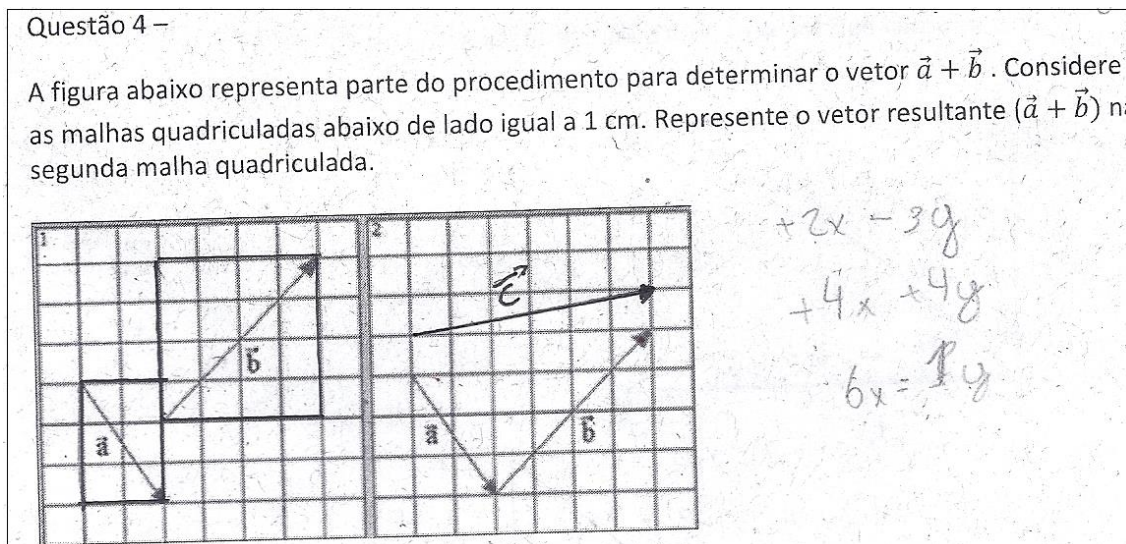 Questão 4 –
A figura abaixo representa parte do procedimento para determinar o vetor a⃗ + b⃗ . Considere
as malhas quadriculadas abaixo de lado igual a 1 cm. Represente o vetor resultante (a⃗ + b⃗) na
segunda malha quadriculada.
1
b⃗
a⃗
2
c⃗
a⃗
b⃗
+2x - 3y
+4x +4y
6x = 1y